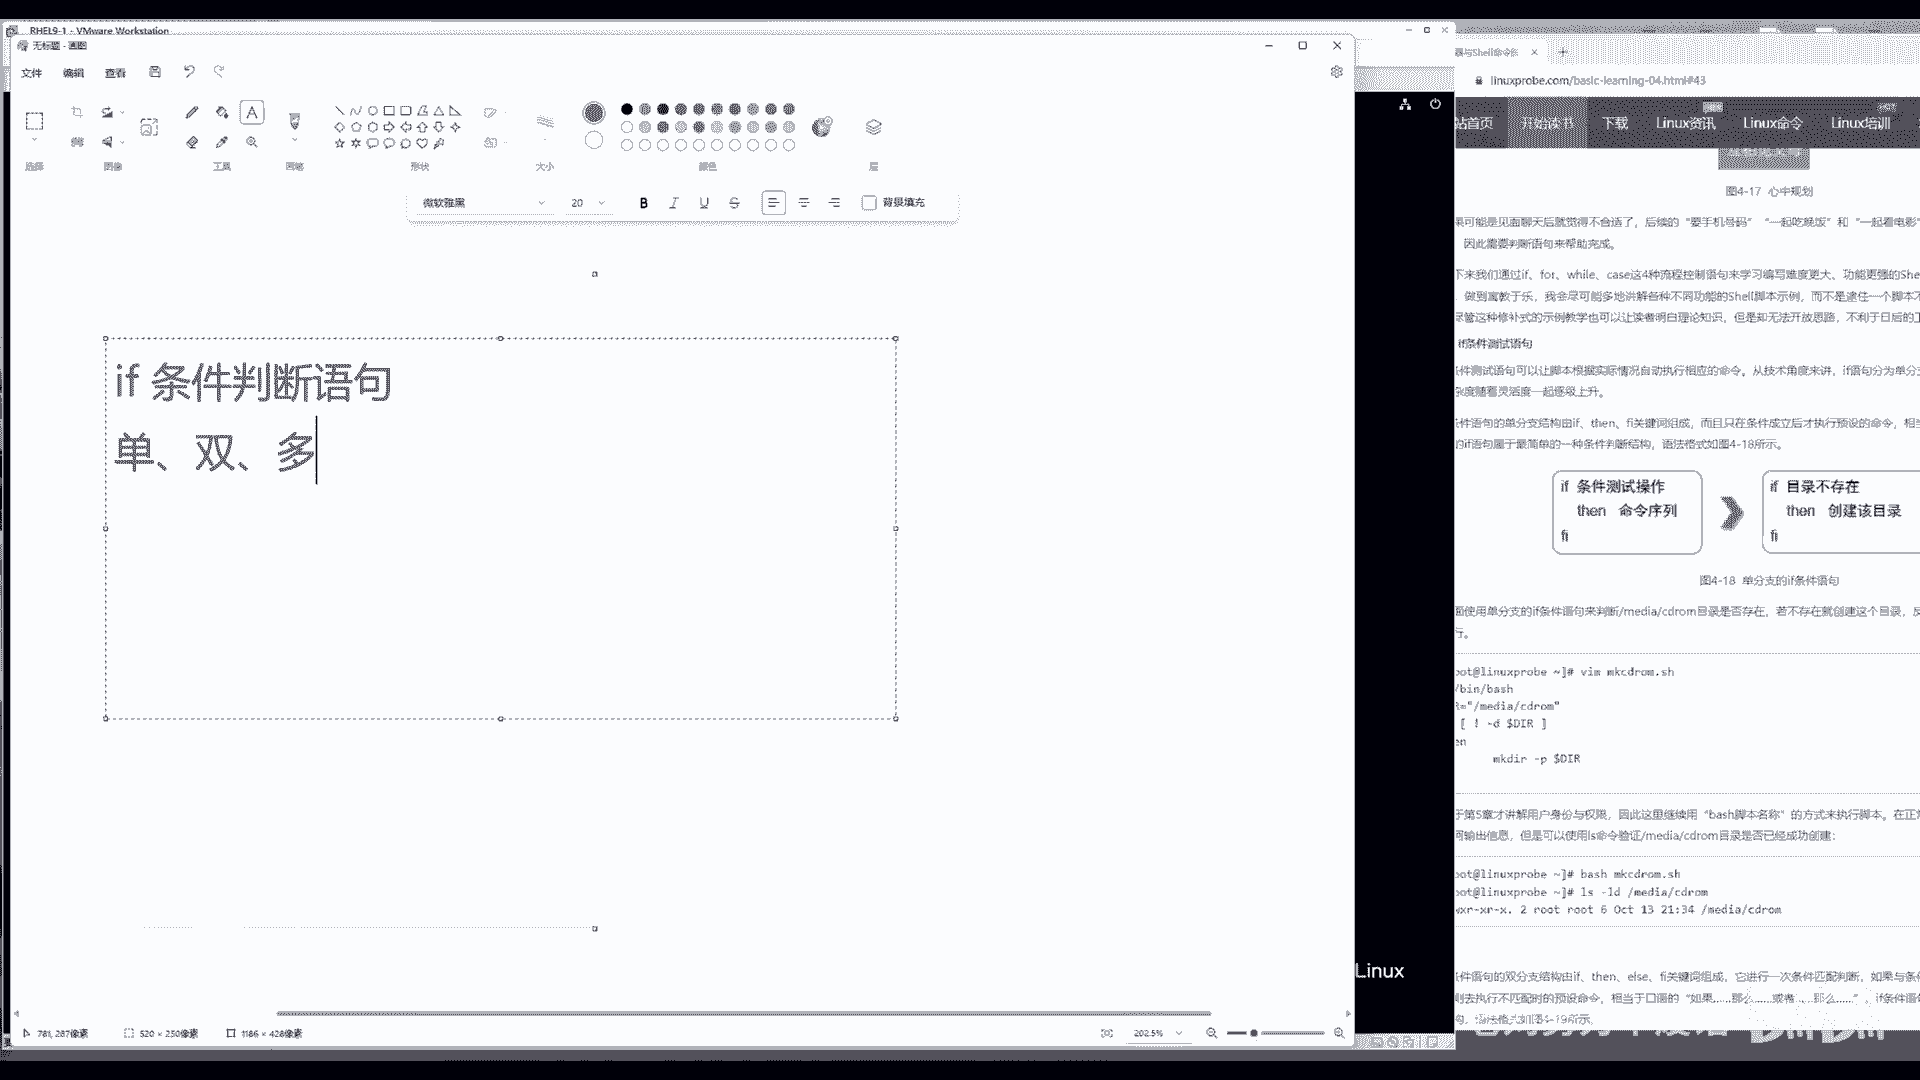 RHEL9-1 - VMware Workstation
无标题 - 画图
文件 编辑 查看
选择 图像 工具 画笔 形状 大小 颜色 层
微软雅黑 20 B I U S 背景填充
if 条件判断语句
单、双、多
781, 287像素 520 × 250像素 1186 × 428像素 202.5%
Linux
器与Shell命令
linuxprobe.com/basic-learning-04.html#43
站首页 开始读书 下载 Linux资讯 Linux命令 Linux培训
图4-17 心中规划
果可能是见面聊天后就觉得不合适了，后续的“要手机号码” “一起吃晚饭”和“一起看电影”
因此需要判断语句来帮助完成。
下来我们通过if、for、while、case这4种流程控制语句来学习编写难度更大、功能更强的She
做到寓教于乐，我会尽可能多地讲解各种不同功能的Shell脚本示例，而不是逮住一个脚本不
尽管这种修补式的示例教学也可以让读者明白理论知识，但是却无法开放思路，不利于日后的工
if条件测试语句
件测试语句可以让脚本根据实际情况自动执行相应的命令。从技术角度来讲，if语句分为单分支
杂度随着灵活度一起逐级上升。
件语句的单分支结构由if、then、fi关键词组成，而且只在条件成立后才执行预设的命令，相当
的if语句属于最简单的一种条件判断结构，语法格式如图4-18所示。
if 条件测试操作
then 命令序列
fi
if 目录不存在
then 创建该目录
fi
图4-18 单分支的if条件语句
面使用单分支的if条件语句来判断/media/cdrom目录是否存在，若不存在就创建这个目录，反
行。
oot@linuxprobe ~]# vim mkcdrom.sh
/bin/bash
R="/media/cdrom"
[ ! -d $DIR ]
en
mkdir -p $DIR
于第5章才讲解用户身份与权限，因此这里继续用“bash脚本名称”的方式来执行脚本。在正常
何输出信息，但是可以使用ls命令验证/media/cdrom目录是否已经成功创建：
oot@linuxprobe ~]# bash mkcdrom.sh
oot@linuxprobe ~]# ls -ld /media/cdrom
wxr-xr-x. 2 root root 6 Oct 13 21:34 /media/cdrom
件语句的双分支结构由if、then、else、fi关键词组成，它进行一次条件匹配判断，如果与条件
则去执行不匹配时的预设命令，相当于口语的“如果……那么……或者……那么……”。if条件语句
构，语法格式如图4-19所示。